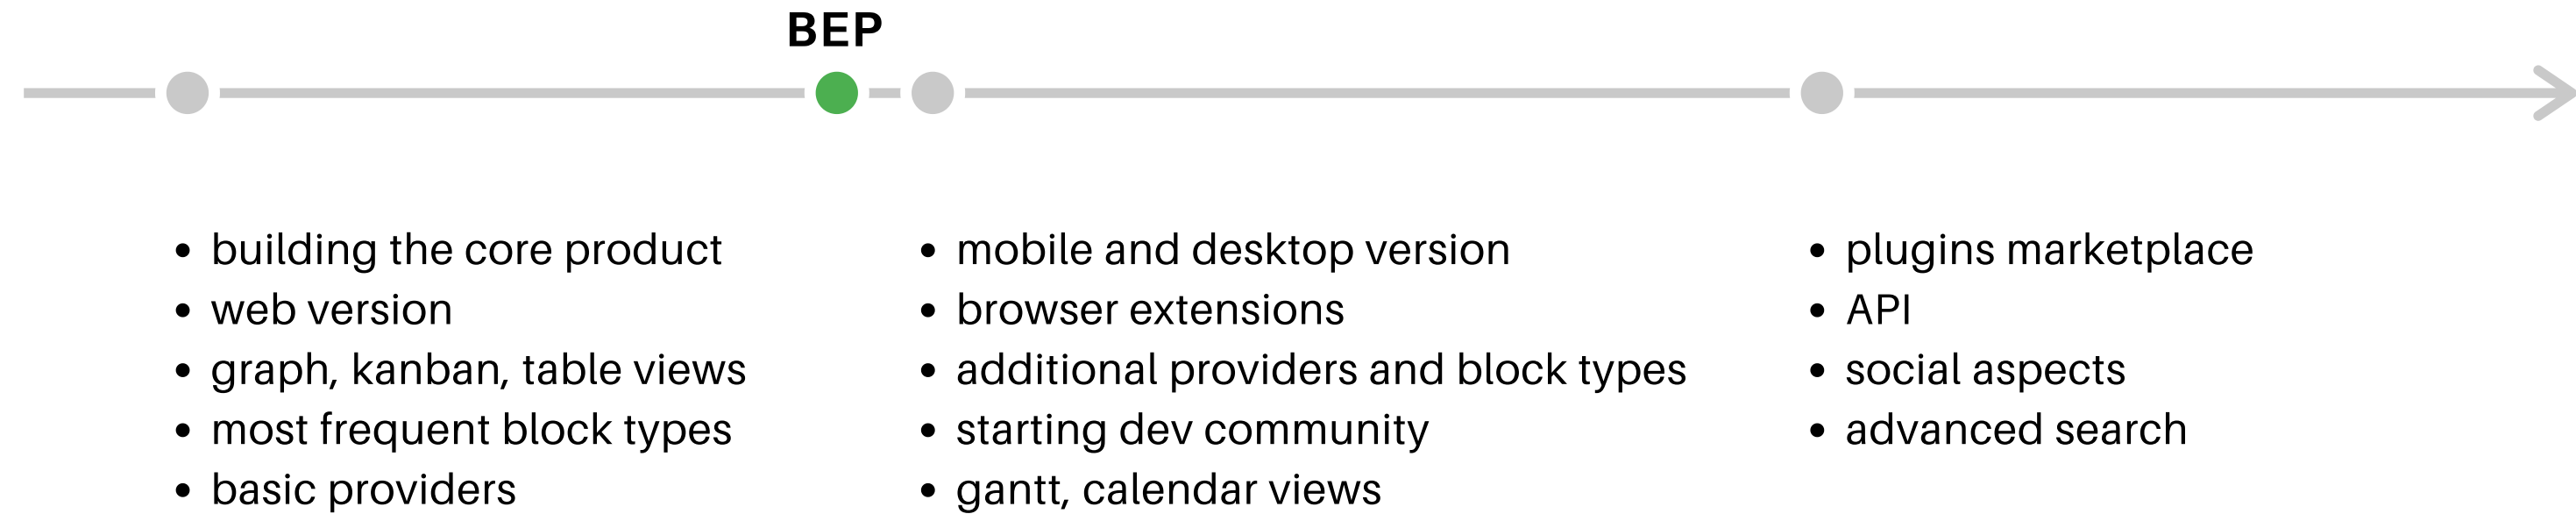 BEP
• building the core product
• web version
• graph, kanban, table views
• most frequent block types
• basic providers
• mobile and desktop version
• browser extensions
• additional providers and block types
• starting dev community
• gantt, calendar views
• plugins marketplace
• API
• social aspects
• advanced search